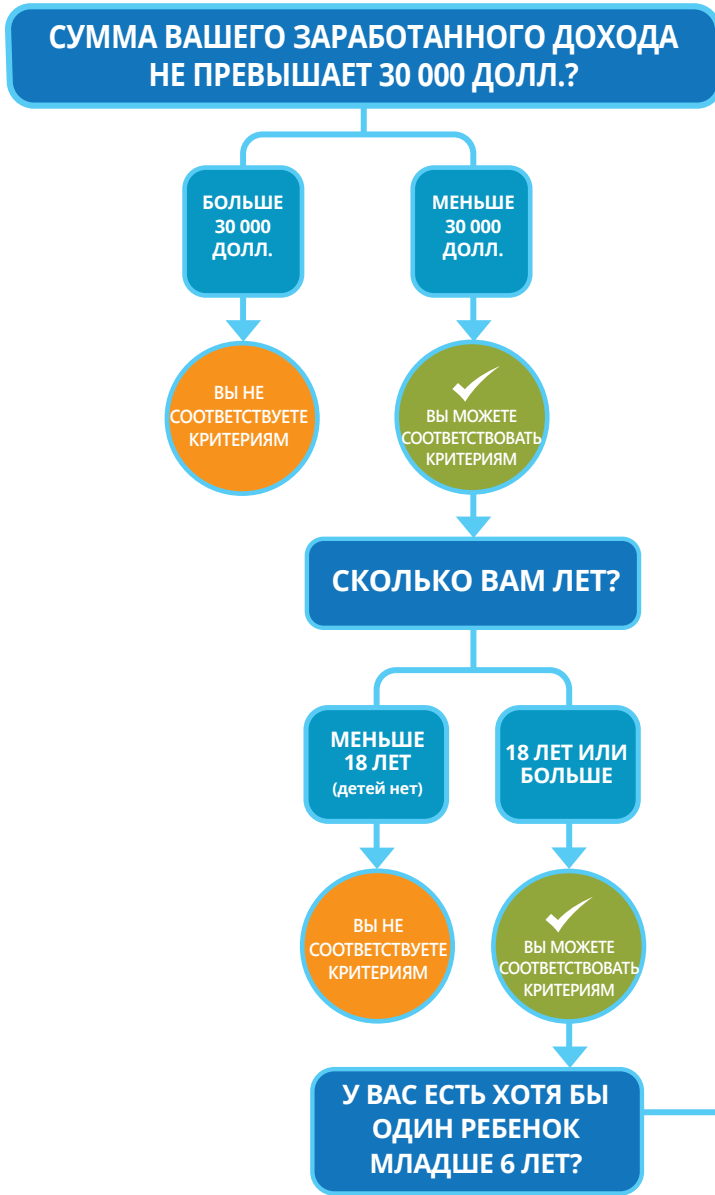 СУММА ВАШЕГО ЗАРАБОТАННОГО ДОХОДА
НЕ ПРЕВЫШАЕТ 30 000 ДОЛЛ.?
БОЛЬШЕ
30 000
ДОЛЛ.
МЕНЬШЕ
30 000
ДОЛЛ.
ВЫ НЕ
СООТВЕТСТВУЕТЕ
КРИТЕРИЯМ
ВЫ МОЖЕТЕ
СООТВЕТСТВОВАТЬ
КРИТЕРИЯМ
СКОЛЬКО ВАМ ЛЕТ?
МЕНЬШЕ
18 ЛЕТ
(детей нет)
18 ЛЕТ ИЛИ
БОЛЬШЕ
ВЫ НЕ
СООТВЕТСТВУЕТЕ
КРИТЕРИЯМ
ВЫ МОЖЕТЕ
СООТВЕТСТВОВАТЬ
КРИТЕРИЯМ
У ВАС ЕСТЬ ХОТЯ БЫ
ОДИН РЕБЕНОК
МЛАДШЕ 6 ЛЕТ?